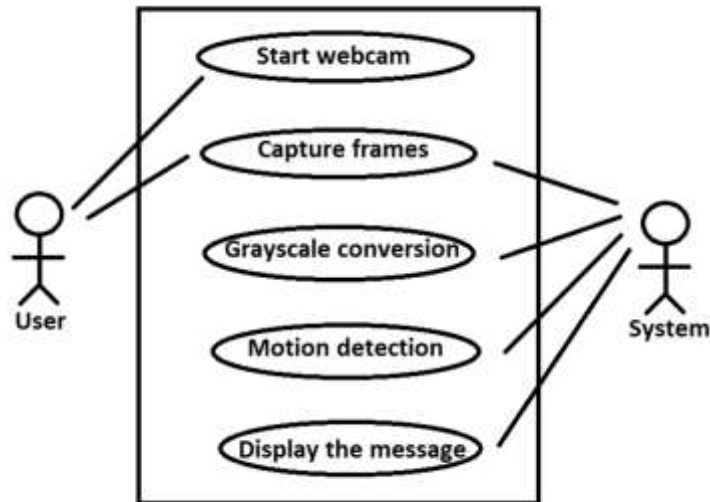 Start webcam
Capture frames
Grayscale conversion
Motion detection
Display the message
User
System